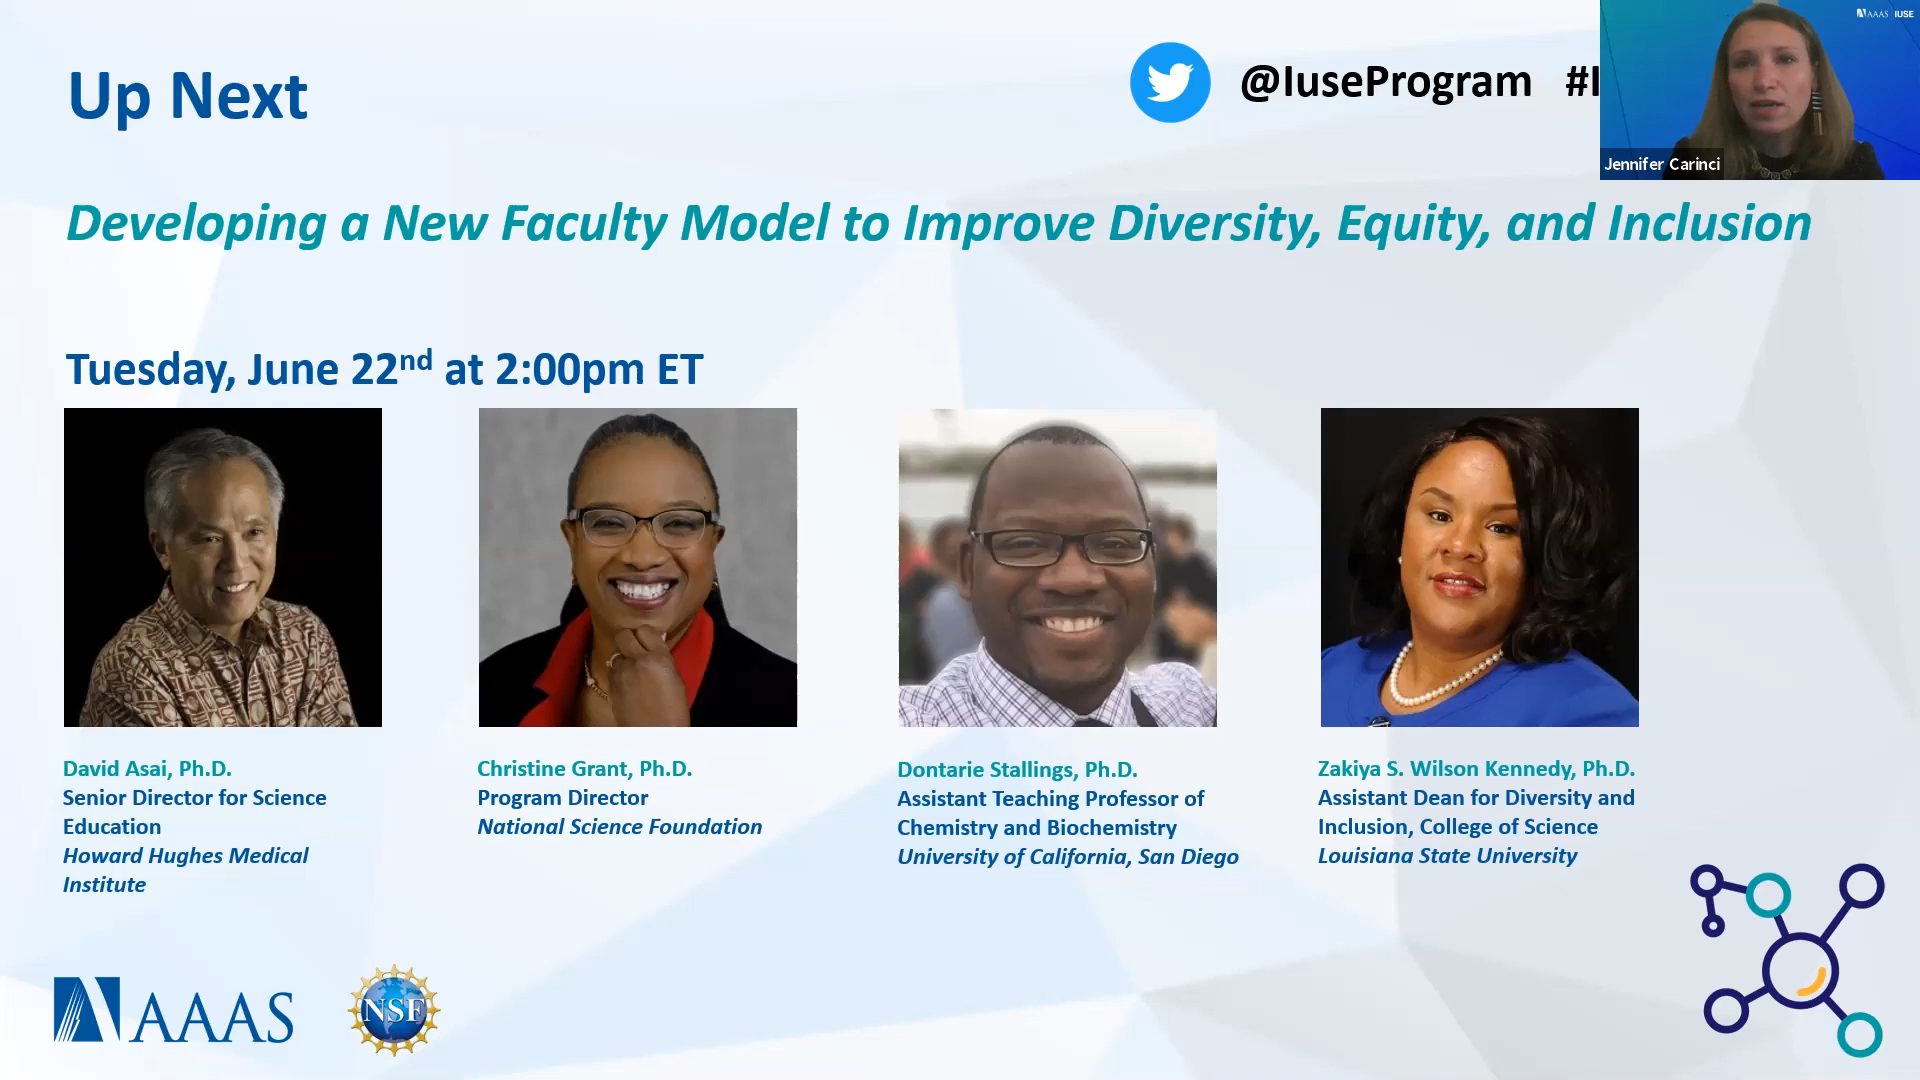 Up Next
@IuseProgram
AAAS IUSE
Jennifer Carinci
Developing a New Faculty Model to Improve Diversity, Equity, and Inclusion
Tuesday, June 22nd at 2:00pm ET
David Asai, Ph.D.
Senior Director for Science
Education
Howard Hughes Medical
Institute
Christine Grant, Ph.D.
Program Director
National Science Foundation
Dontarie Stallings, Ph.D.
Assistant Teaching Professor of
Chemistry and Biochemistry
University of California, San Diego
Zakiya S. Wilson Kennedy, Ph.D.
Assistant Dean for Diversity and
Inclusion, College of Science
Louisiana State University
AAAS
NSF